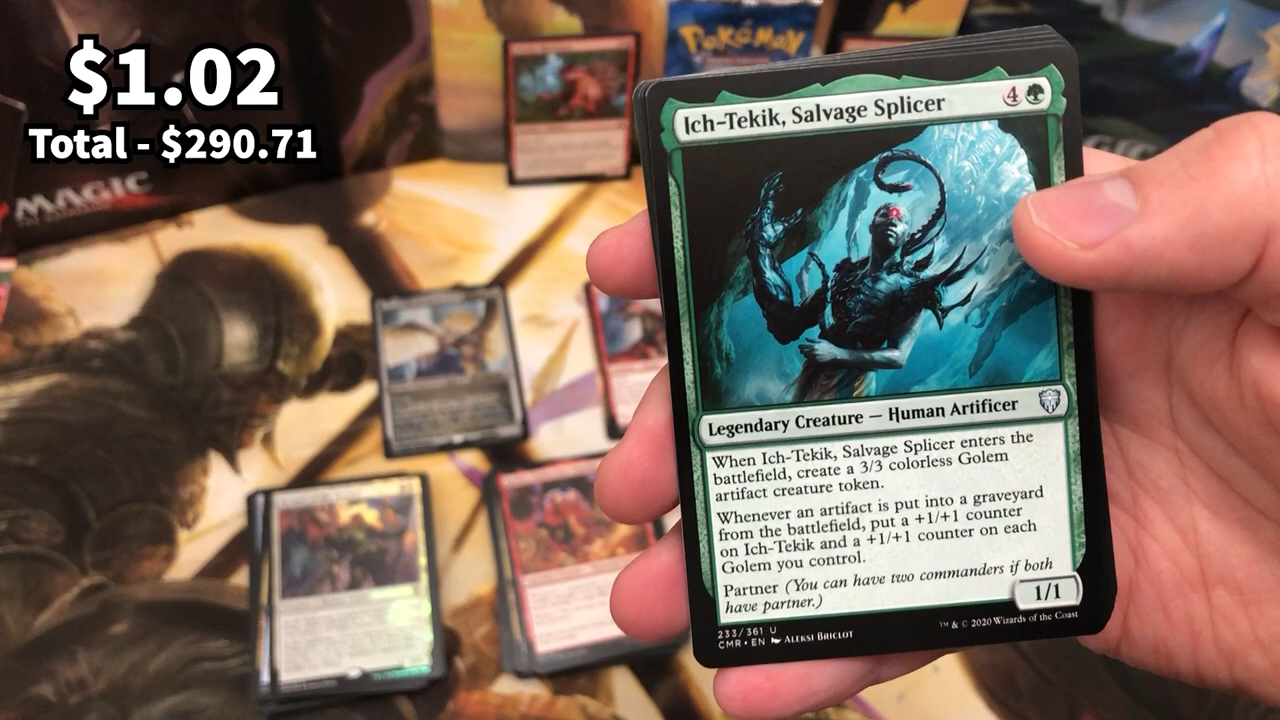 $1.02
Total - $290.71
MAGIC
Pokémon
Ich-Tekik, Salvage Splicer 4
Legendary Creature — Human Artificer
When Ich-Tekik, Salvage Splicer enters the
battlefield, create a 3/3 colorless Golem
artifact creature token.
Whenever an artifact is put into a graveyard
from the battlefield, put a +1/+1 counter
on Ich-Tekik and a +1/+1 counter on each
Golem you control.
Partner (You can have two commanders if both
have partner.)
1/1
233/361 U
CMR • EN Aleksi Briclot
™ & © 2020 Wizards of the Coast